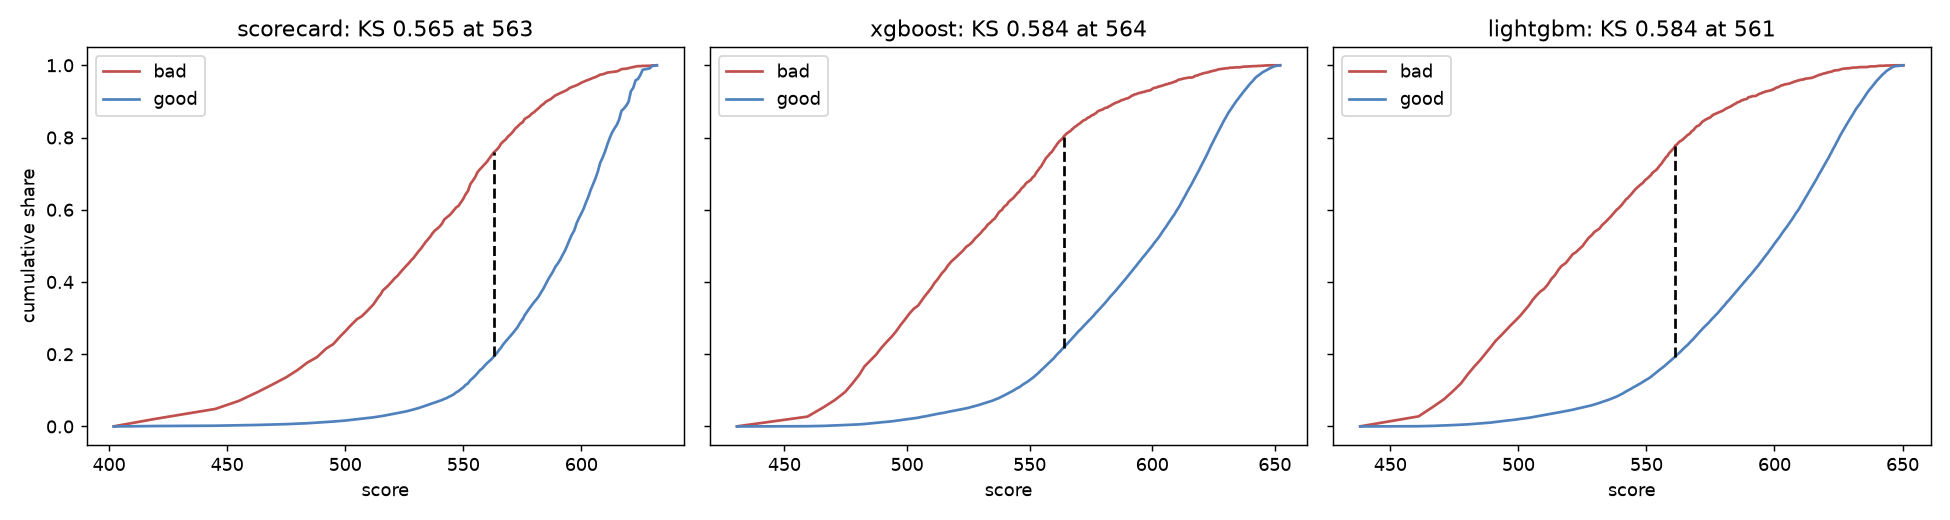 scorecard: KS 0.565 at 563
xgboost: KS 0.584 at 564
lightgbm: KS 0.584 at 561
bad
good
bad
good
bad
good
cumulative share
1.0
0.8
0.6
0.4
0.2
0.0
400 450 500 550 600
450 500 550 600 650
450 500 550 600 650
score
score
score